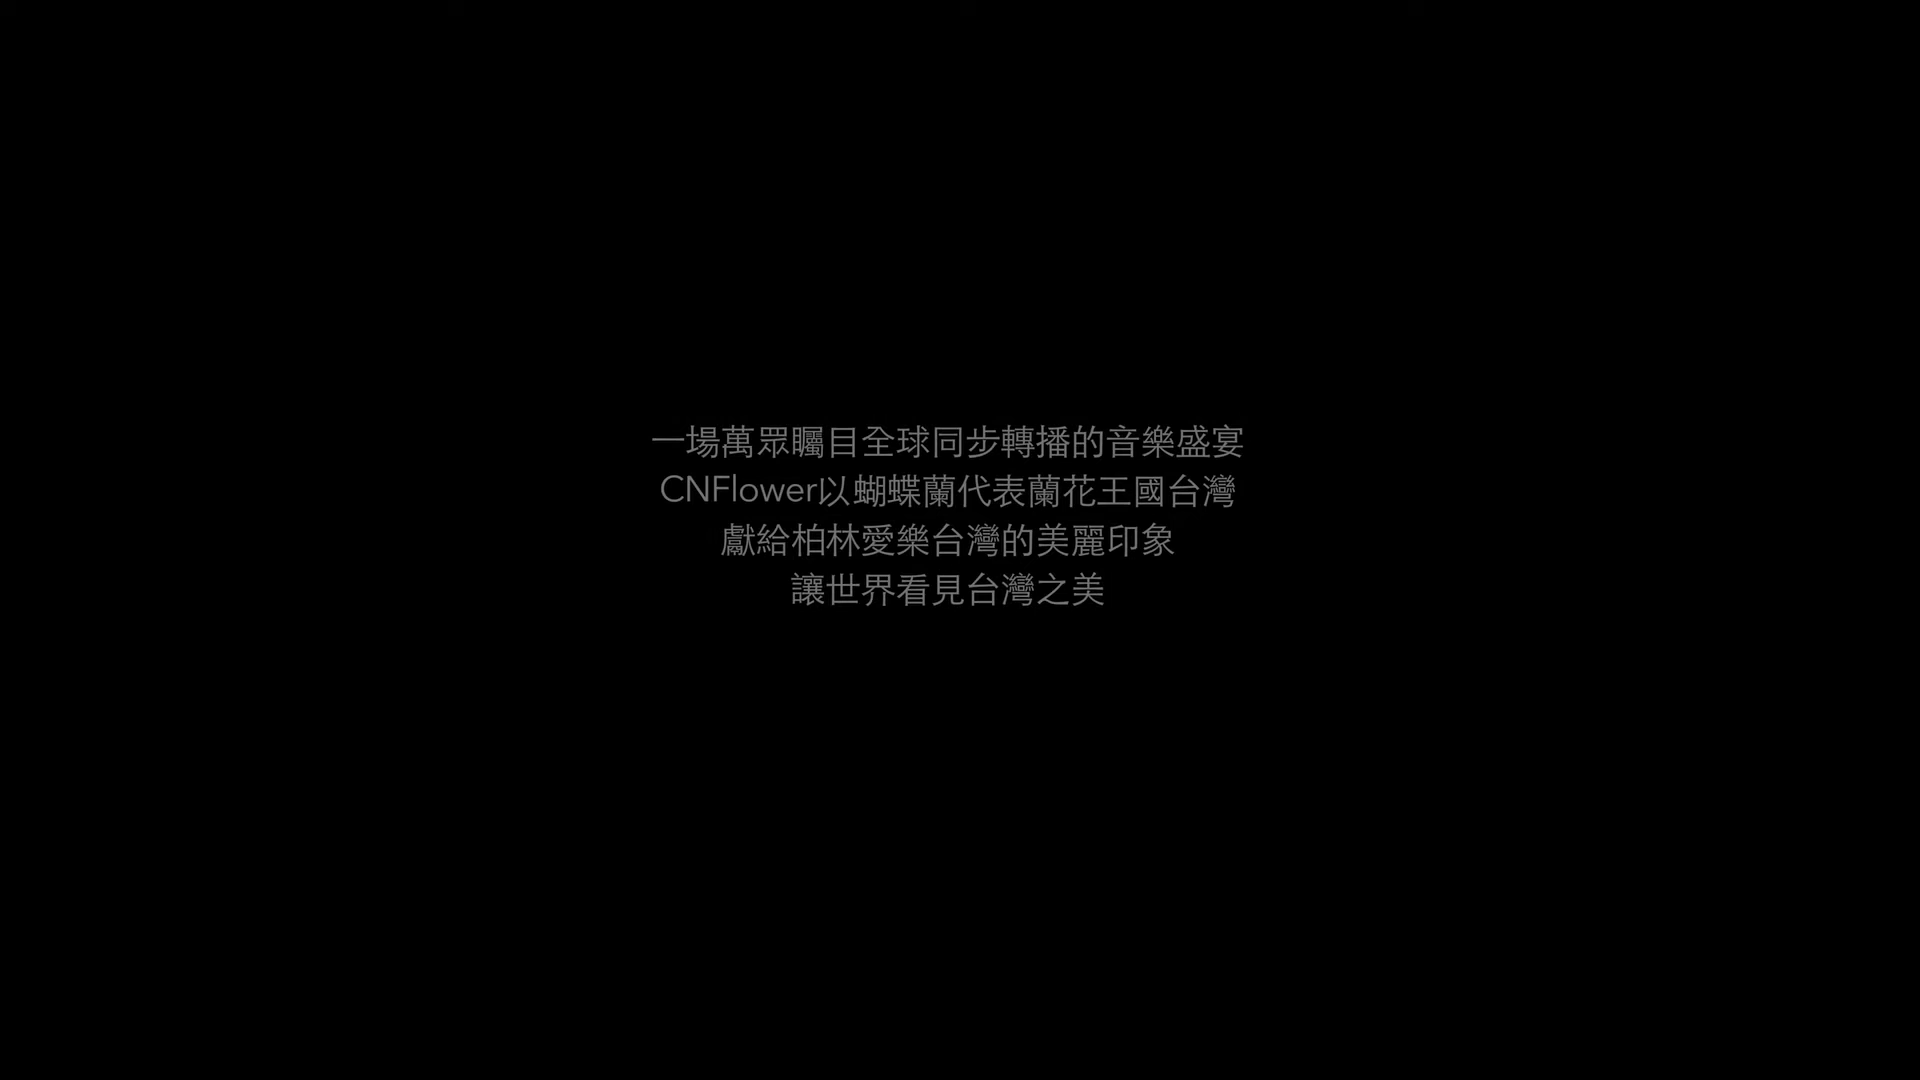 一場萬眾矚目全球同步轉播的音樂盛宴
CNFlower以蝴蝶蘭代表蘭花王國台灣
獻給柏林愛樂台灣的美麗印象
讓世界看見台灣之美